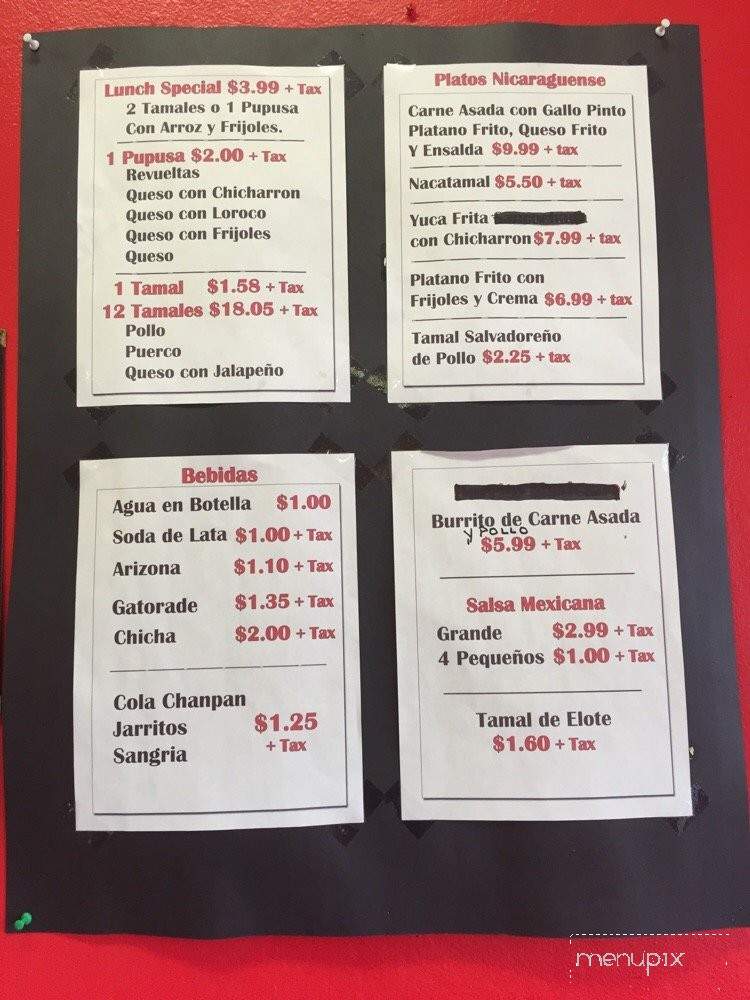 Lunch Special $3.99 + Tax
2 Tamales o 1 Pupusa
Con Arroz y Frijoles.
1 Pupusa $2.00 + Tax
Revueltas
Queso con Chicharron
Queso con Loroco
Queso con Frijoles
Queso
1 Tamal $1.58 + Tax
12 Tamales $18.05 + Tax
Pollo
Puerco
Queso con Jalapeño
Platos Nicaraguense
Carne Asada con Gallo Pinto
Platano Frito, Queso Frito
Y Ensalda $9.99 + tax
Nacatamal $5.50 + tax
Yuca Frita
con Chicharron $7.99 + tax
Platano Frito con
Frijoles y Crema $6.99 + tax
Tamal Salvadoreño
de Pollo $2.25 + tax
Bebidas
Agua en Botella $1.00
Soda de Lata $1.00 + Tax
Arizona $1.10 + Tax
Gatorade $1.35 + Tax
Chicha $2.00 + Tax
Cola Chanpan
Jarritos $1.25
Sangria + Tax
Burrito de Carne Asada
y POLLO
$5.99 + Tax
Salsa Mexicana
Grande $2.99 + Tax
4 Pequeños $1.00 + Tax
Tamal de Elote
$1.60 + Tax
menupix